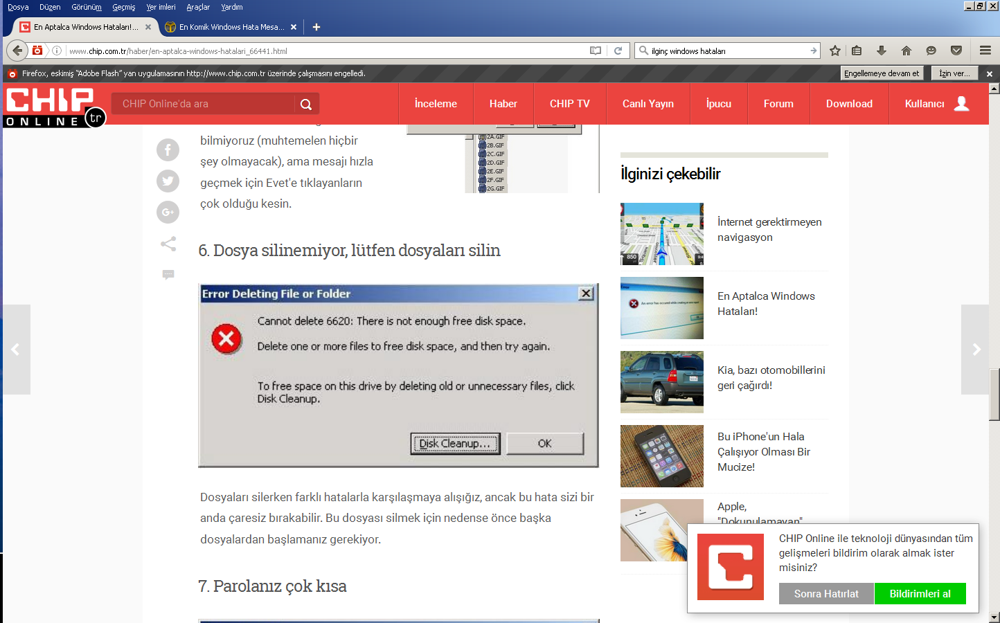 Dosya Düzen Görünüm Geçmiş Yer imleri Araçlar Yardım
En Aptalca Windows Hataları!...
En Komik Windows Hata Mesa...
www.chip.com.tr/haber/en-aptalca-windows-hatalari_66441.html
ilginç windows hataları
Firefox, eskimiş "Adobe Flash" yan uygulamasının http://www.chip.com.tr üzerinde çalışmasını engelledi.
Engellemeye devam et
İzin ver...
CHIP
ONLINE tr
CHIP Online'da ara
İnceleme
Haber
CHIP TV
Canlı Yayın
İpucu
Forum
Download
Kullanıcı
bilmiyoruz (muhtemelen hiçbir
şey olmayacak), ama mesajı hızla
geçmek için Evet'e tıklayanların
çok olduğu kesin.
2A.GIF
2B.GIF
2C.GIF
2D.GIF
2E.GIF
2F.GIF
2G.GIF
6. Dosya silinemiyor, lütfen dosyaları silin
Error Deleting File or Folder
Cannot delete 6620: There is not enough free disk space.
Delete one or more files to free disk space, and then try again.
To free space on this drive by deleting old or unnecessary files, click
Disk Cleanup.
Disk Cleanup...
OK
Dosyaları silerken farklı hatalarla karşılaşmaya alışığız, ancak bu hata sizi bir
anda çaresiz bırakabilir. Bu dosyası silmek için nedense önce başka
dosyalardan başlamanız gerekiyor.
7. Parolanız çok kısa
İlginizi çekebilir
850
İnternet gerektirmeyen
navigasyon
En Aptalca Windows
Hataları!
Kia, bazı otomobillerini
geri çağırdı!
Bu iPhone'un Hala
Çalışıyor Olması Bir
Mucize!
Apple,
"Dokunulamayan"
CHIP Online ile teknoloji dünyasından tüm
gelişmeleri bildirim olarak almak ister
misiniz?
Sonra Hatırlat
Bildirimleri al